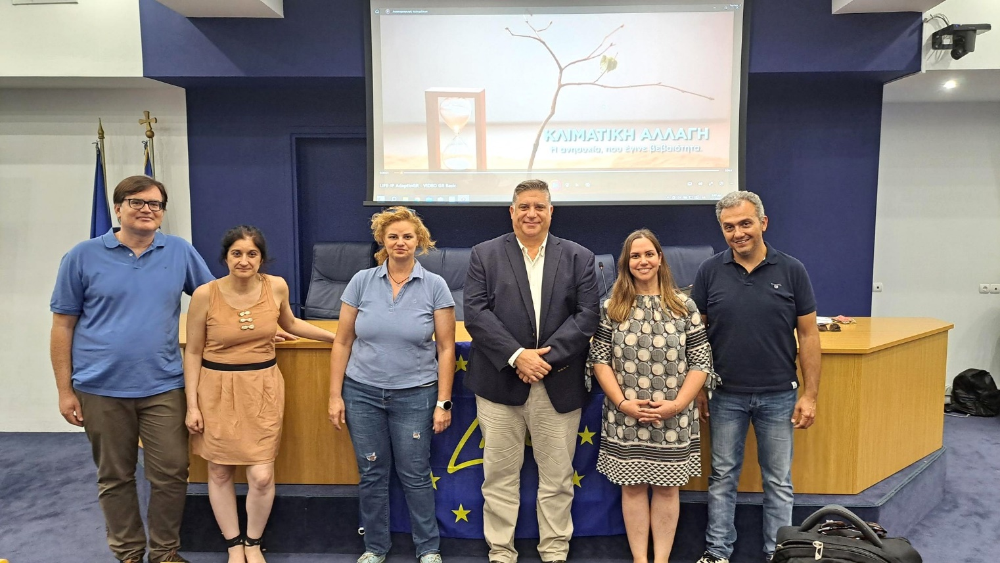 ΚΛΙΜΑΤΙΚΗ ΑΛΛΑΓΗ
Η ανησυχία, που έγινε βεβαιότητα.
LIFE-IP AdaptInGR - VIDEO GR Basic